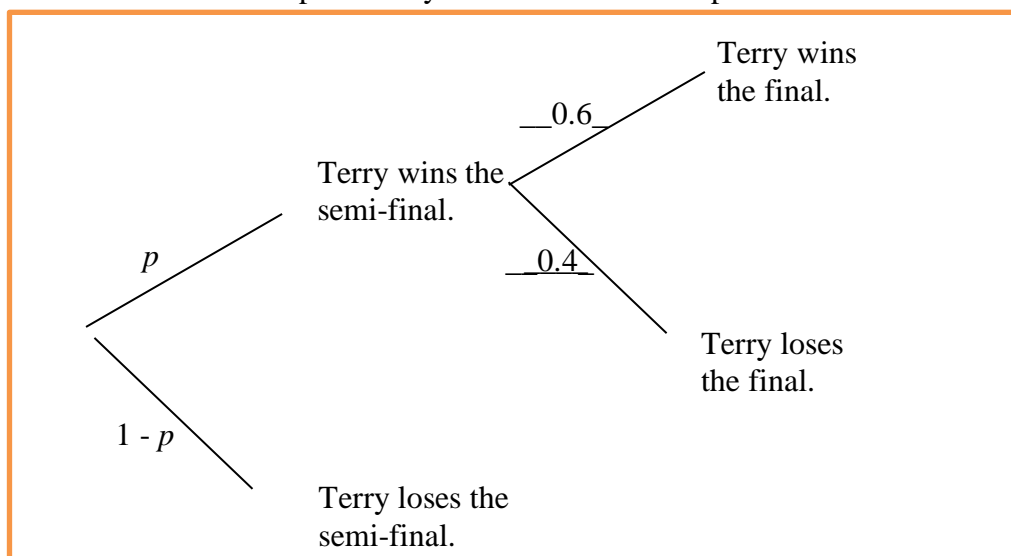 Terry wins
the final.
__0.6_
Terry wins the
semi-final.
p
__0.4_
Terry loses
the final.
1 - p
Terry loses the
semi-final.